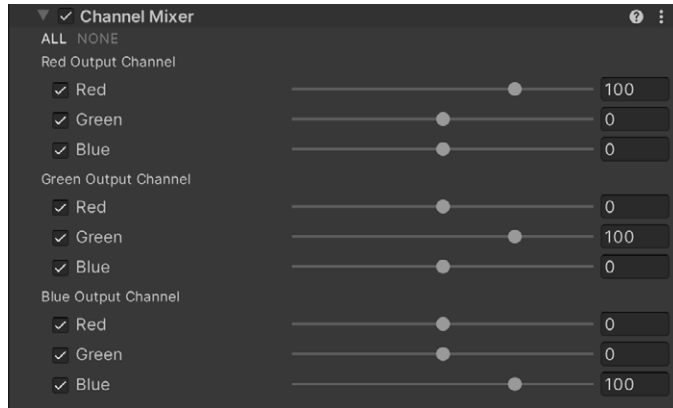 Channel Mixer
ALL NONE
Red Output Channel
Red 100
Green 0
Blue 0
Green Output Channel
Red 0
Green 100
Blue 0
Blue Output Channel
Red 0
Green 0
Blue 100